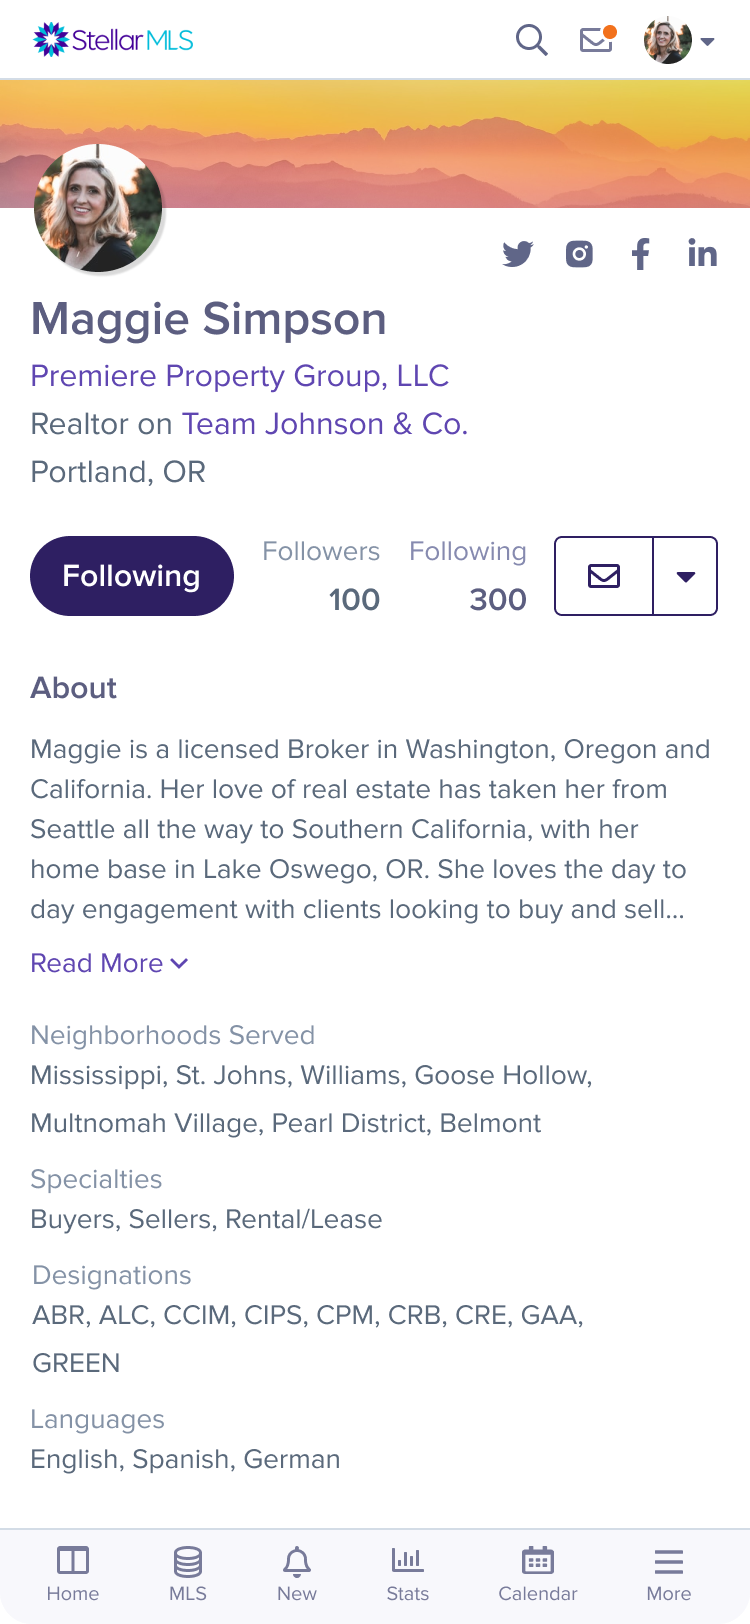 StellarMLS
Maggie Simpson
Premiere Property Group, LLC
Realtor on Team Johnson & Co.
Portland, OR
Following
Followers
100
Following
300
About
Maggie is a licensed Broker in Washington, Oregon and
California. Her love of real estate has taken her from
Seattle all the way to Southern California, with her
home base in Lake Oswego, OR. She loves the day to
day engagement with clients looking to buy and sell...
Read More
Neighborhoods Served
Mississippi, St. Johns, Williams, Goose Hollow,
Multnomah Village, Pearl District, Belmont
Specialties
Buyers, Sellers, Rental/Lease
Designations
ABR, ALC, CCIM, CIPS, CPM, CRB, CRE, GAA,
GREEN
Languages
English, Spanish, German
Home
MLS
New
Stats
Calendar
More